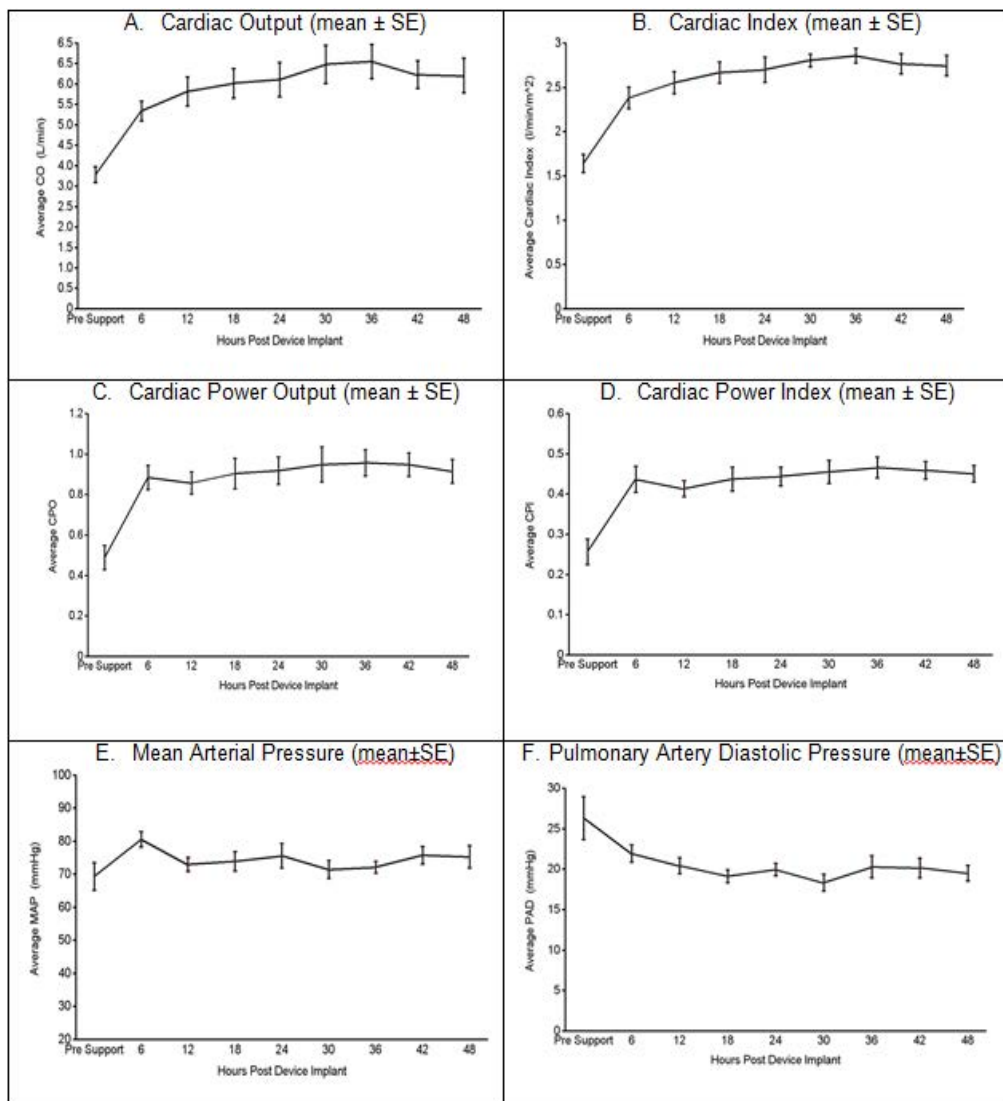 A. Cardiac Output (mean ± SE)
6.5
6.0
6.5
5.5
5.0
4.5
4.0
3.0
2.5
2.0
1.5
1.0
0.5
0
Average CO (L/min)
Pre Support 6 12 18 24 30 36 42 48
Hours Post Device Implant
B. Cardiac Index (mean ± SE)
3
2.5
2
1.5
1
0.5
0
Average Cardiac Index (l/min/m^2)
Pre Support 6 12 18 24 30 36 42 48
Hours Post Device Implant
C. Cardiac Power Output (mean ± SE)
1.2
1.0
0.8
0.6
0.4
0.2
0
Average CPO
Pre Support 6 12 18 24 30 36 42 48
Hours Post Device Implant
D. Cardiac Power Index (mean ± SE)
0.6
0.5
0.4
0.3
0.2
0.1
0
Average CPI
Pre Support 6 12 18 24 30 36 42 48
Hours Post Device Implant
E. Mean Arterial Pressure (mean±SE)
100
90
80
70
60
50
40
30
20
Average MAP (mmHg)
Pre Support 6 12 18 24 30 36 42 48
Hours Post Device Implant
F. Pulmonary Artery Diastolic Pressure (mean±SE)
30
25
20
15
10
5
0
Average PAD (mmHg)
Pre Support 6 12 18 24 30 36 42 48
Hours Post Device Implant